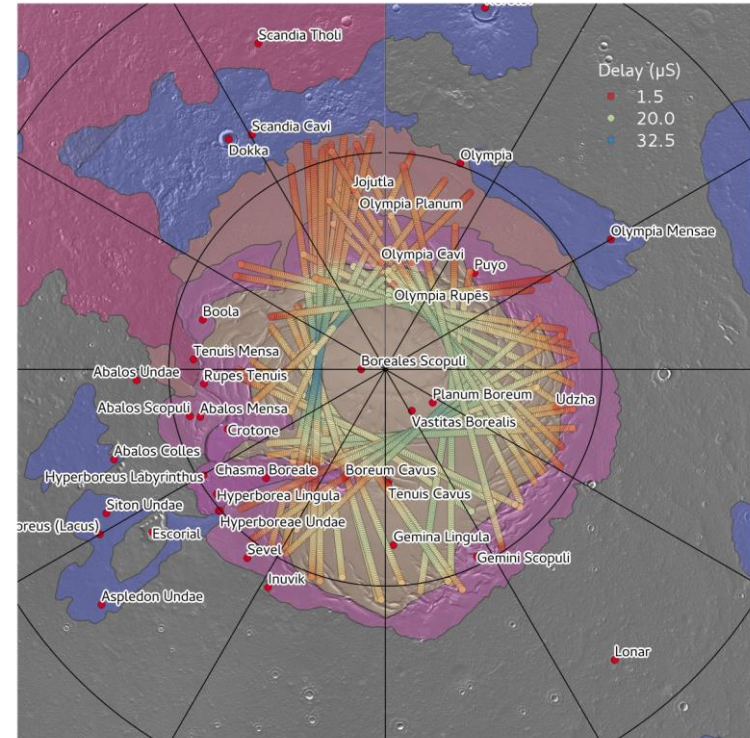 Scandia Tholi
Delay (μS)
1.5
20.0
32.5
Scandia Cavi
Dokka
Olympia
Jojutla
Olympia Planum
Olympia Mensae
Olympia Cavi
Puyo
Olympia Rupēs
Boola
Tenuis Mensa
Boreales Scopuli
Abalos Undae
Rupes Tenuis
Planum Boreum
Udzha
Abalos Scopuli
Abalos Mensa
Vastitas Borealis
Crotone
Abalos Colles
Chasma Boreale
Boreum Cavus
Hyperboreus Labyrinthus
Hyperborea Lingula
Tenuis Cavus
Siton Undae
Hyperboreae Undae
oreus (Lacus)
Escorial
Gemina Lingula
Sevel
Gemini Scopuli
Inuvik
Aspledon Undae
Lonar